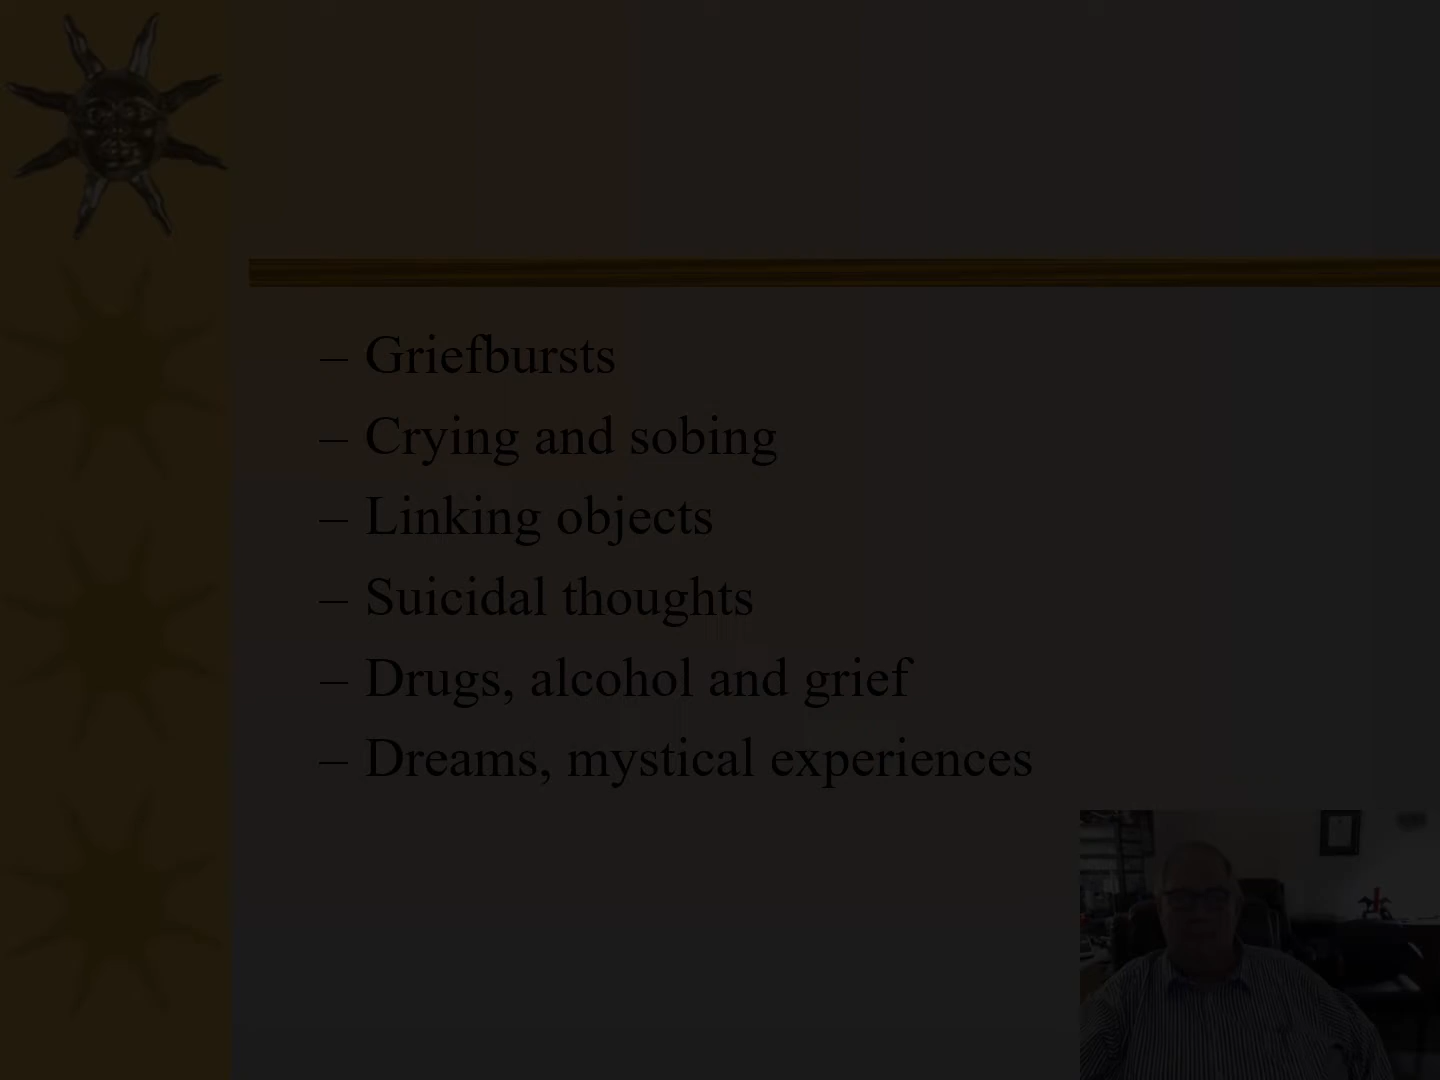 – Griefbursts
– Crying and sobing
– Linking objects
– Suicidal thoughts
– Drugs, alcohol and grief
– Dreams, mystical experiences